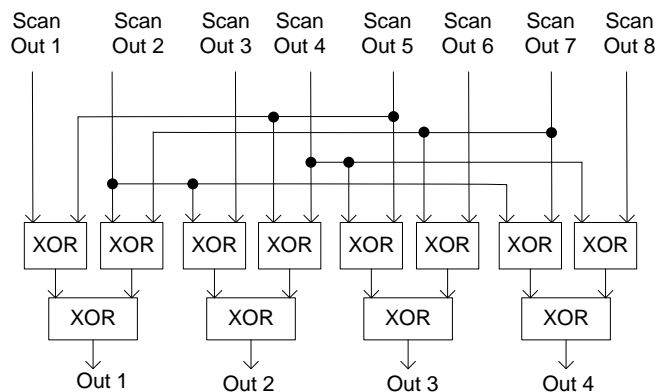 Scan Scan Scan Scan Scan Scan Scan Scan
Out 1 Out 2 Out 3 Out 4 Out 5 Out 6 Out 7 Out 8
XOR XOR XOR XOR XOR XOR XOR XOR
XOR XOR XOR XOR
Out 1 Out 2 Out 3 Out 4